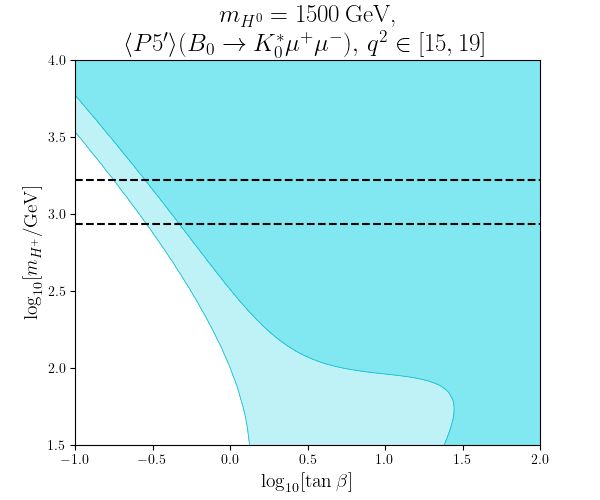 m_{H^0} = 1500 GeV,
⟨P5′⟩(B_0 → K_0^* μ^+ μ^−), q^2 ∈ [15, 19]
4.0
3.5
3.0
2.5
2.0
1.5
log_{10}[m_{H^+}/GeV]
−1.0 −0.5 0.0 0.5 1.0 1.5 2.0
log_{10}[tan β]